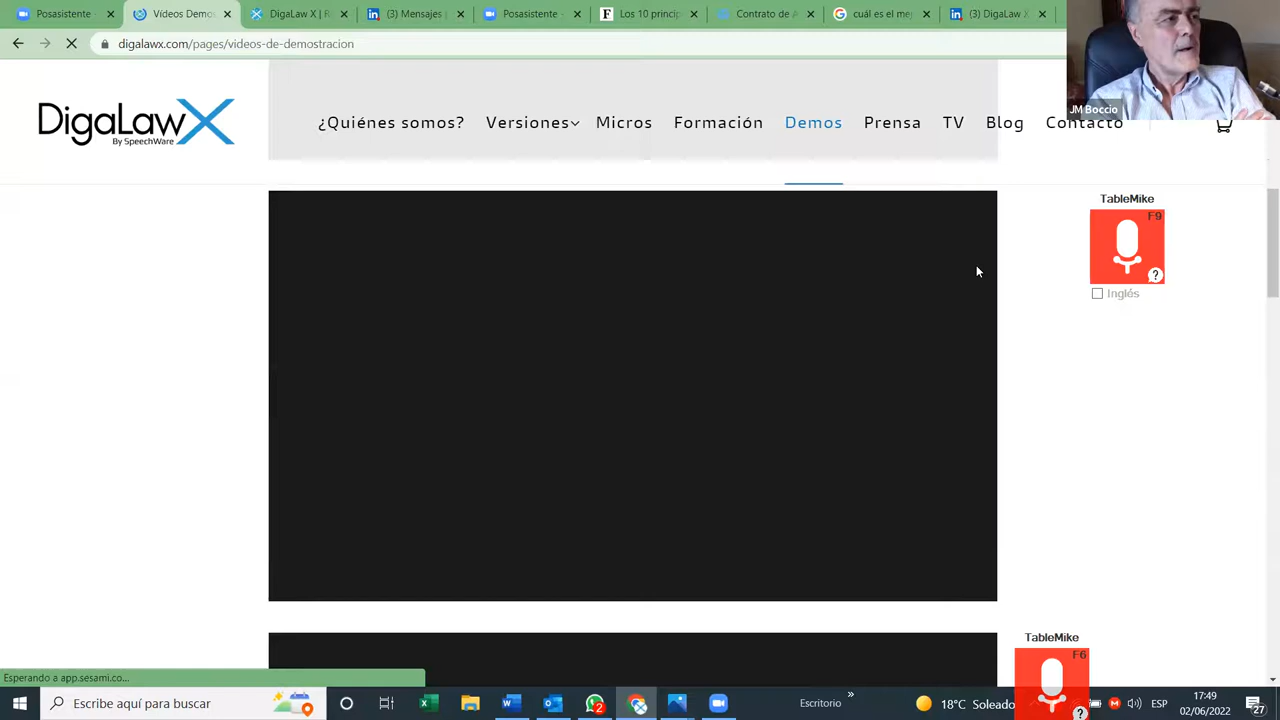 Posasistente
Vídeos Demos
DigaLaw X | R
(3) Mensajes
Posasistente -
Los 10 princip
Contrato de A
cuál es el mej
(3) DigaLaw X
digalawx.com/pages/videos-de-demostracion
JM Boccio
DigaLawX
By SpeechWare
¿Quiénes somos? Versiones Micros Formación Demos Prensa TV Blog Contacto
TableMike
F9
?
Inglés
TableMike
F6
?
Esperando a app.sesami.co...
Escribe aquí para buscar
2
Escritorio
»
18°C Soleado
ESP
17:49
02/06/2022
27